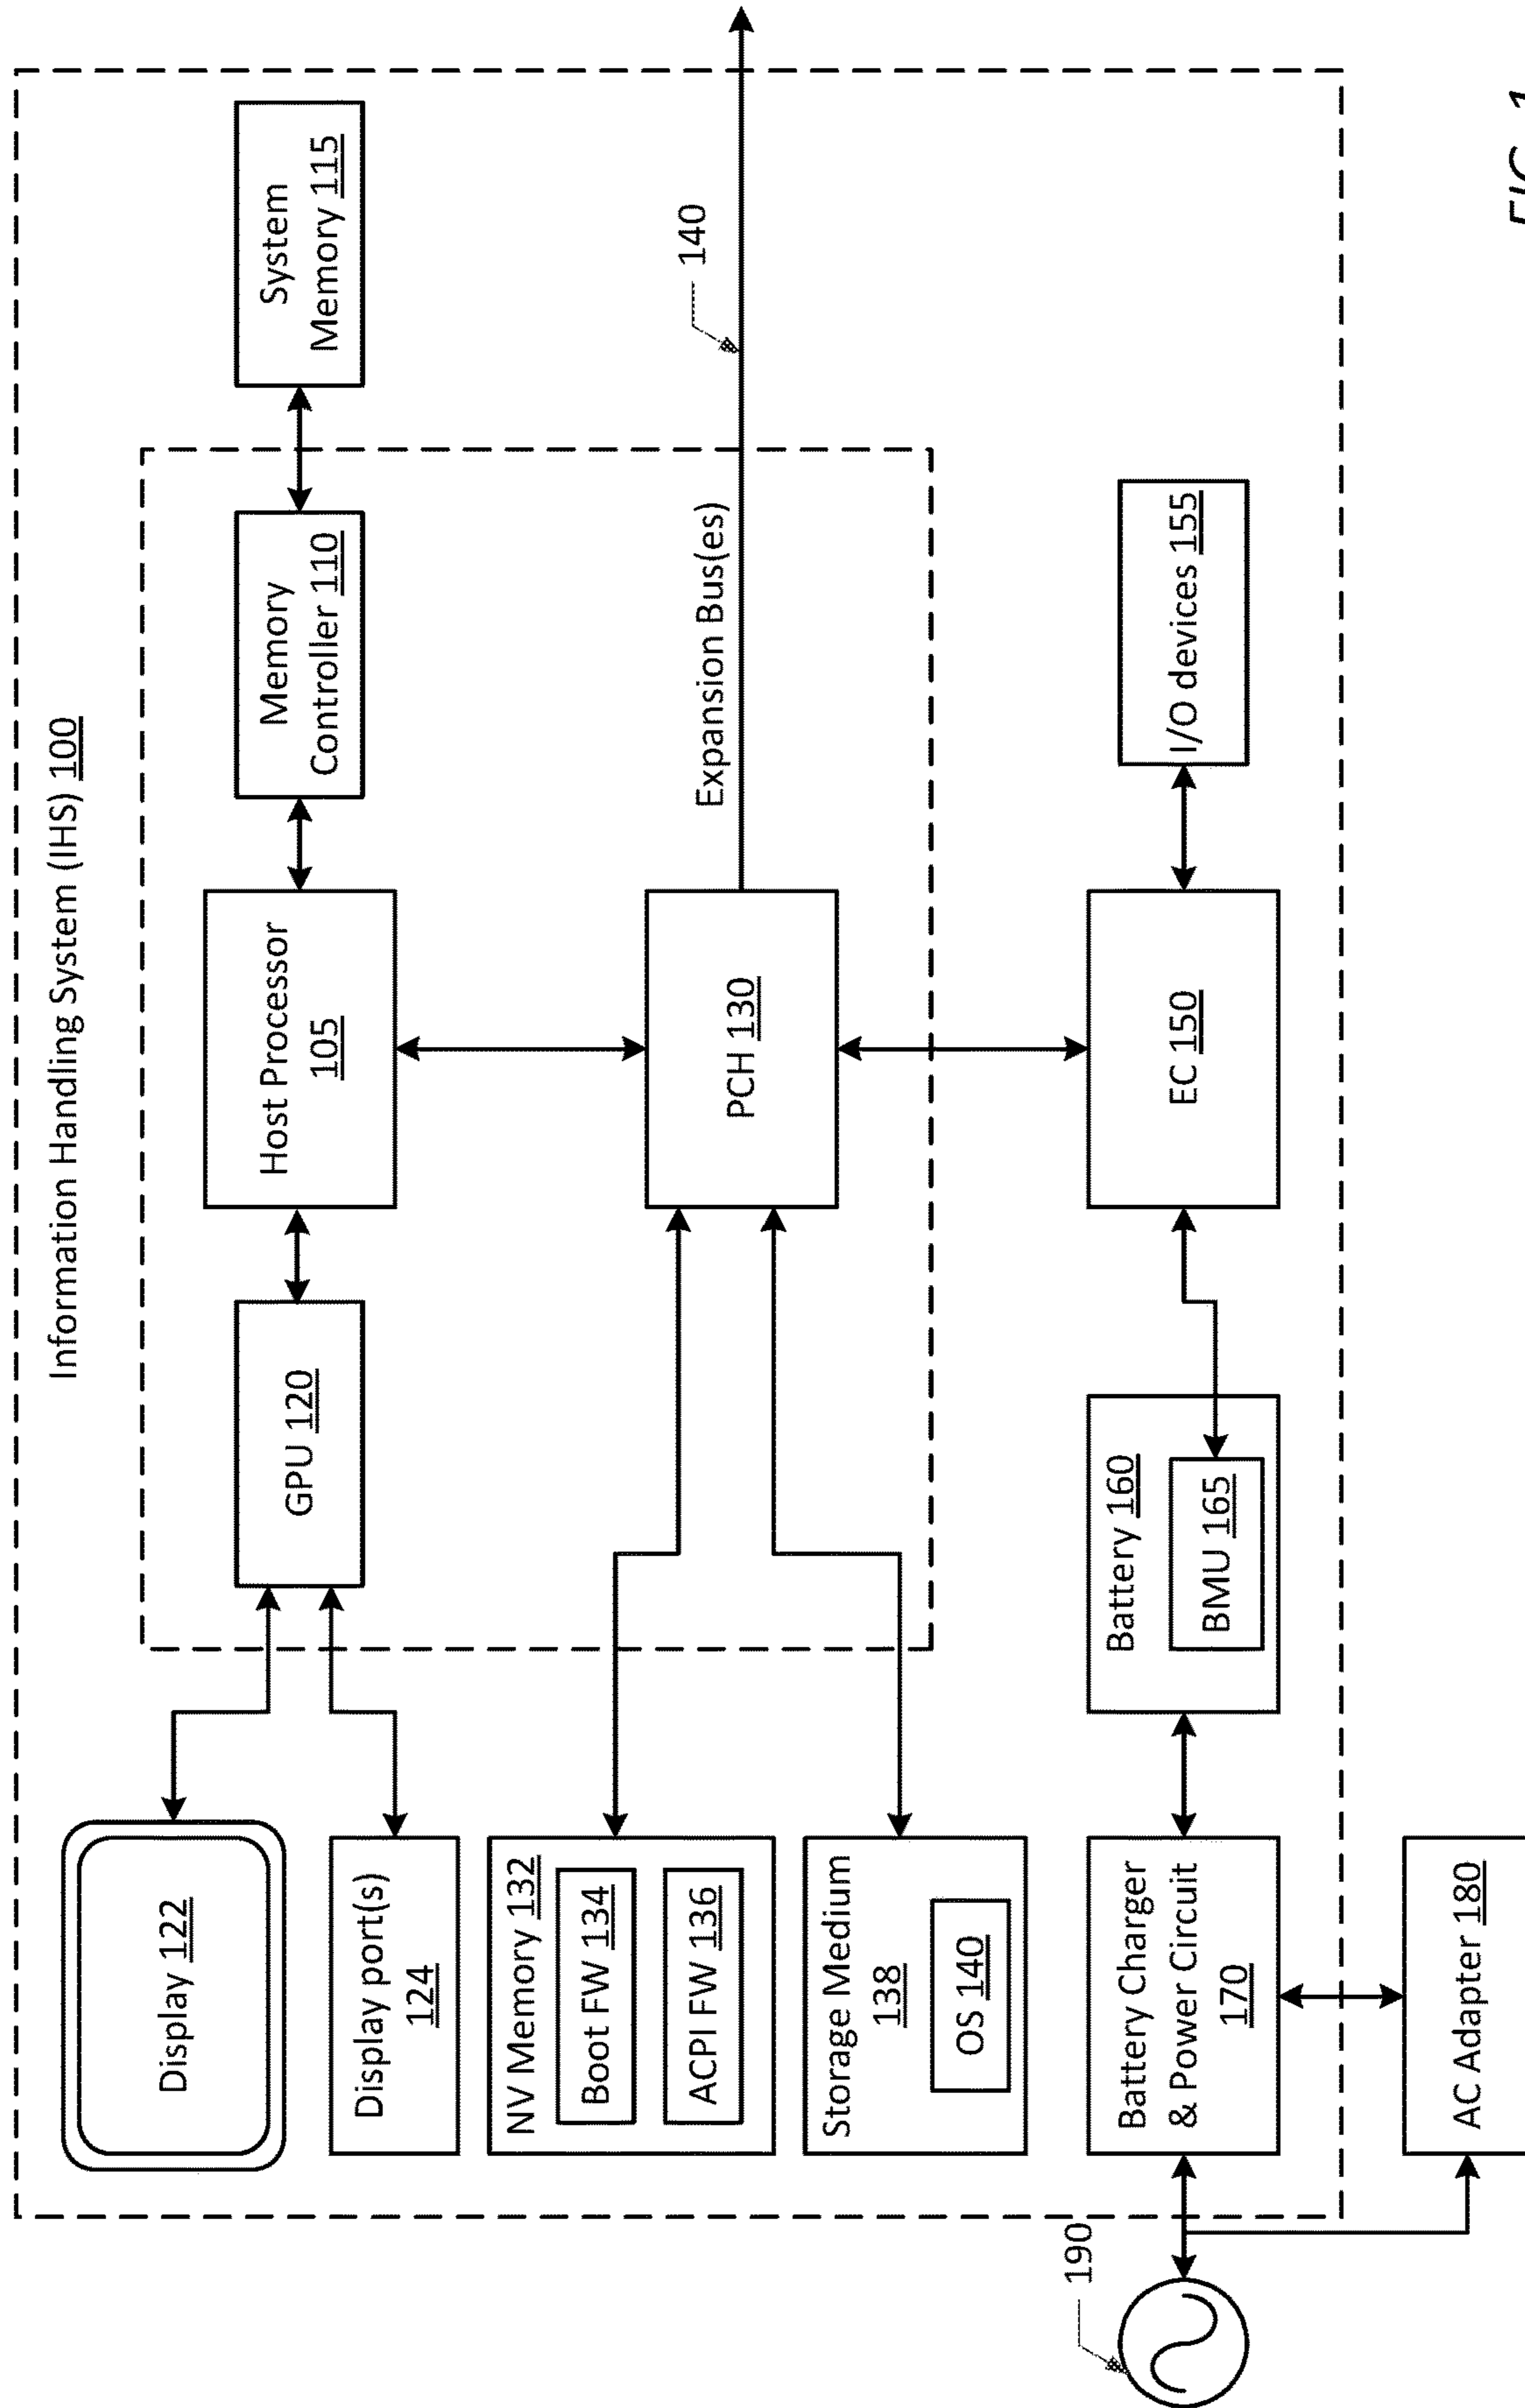 Information Handling System (IHS) 100
Display 122
Display port(s)
124
GPU 120
Host Processor
105
Memory
Controller 110
System
Memory 115
NV Memory 132
Boot FW 134
ACPI FW 136
Storage Medium
138
OS 140
PCH 130
Expansion Bus(es)
140
190
Battery Charger
& Power Circuit
170
Battery 160
BMU 165
EC 150
I/O devices 155
AC Adapter 180
FIG. 1